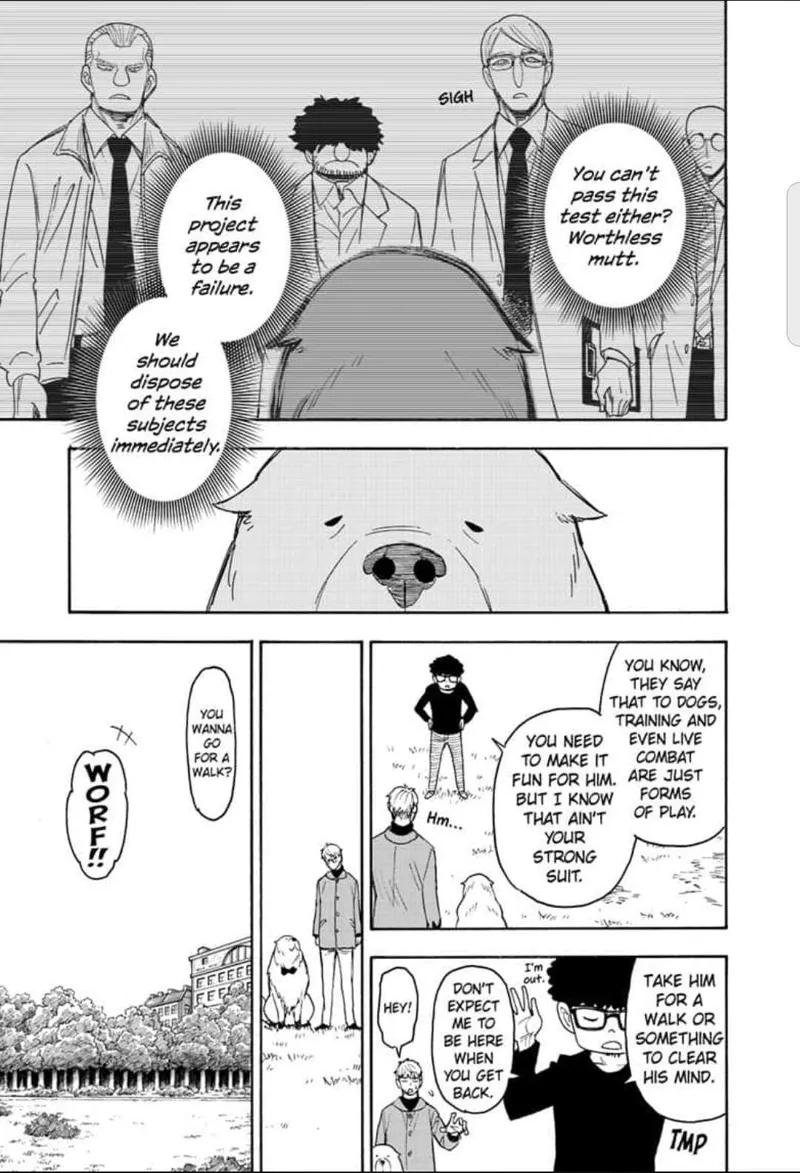 SIGH
You can't
pass this
test either?
Worthless
mutt.
This
project
appears
to be a
failure.
We
should
dispose
of these
subjects
immediately.
YOU KNOW,
THEY SAY
THAT TO DOGS,
TRAINING AND
EVEN LIVE
COMBAT
ARE JUST
FORMS
OF PLAY.
YOU NEED
TO MAKE IT
FUN FOR HIM.
BUT I KNOW
THAT AIN'T
YOUR
STRONG
SUIT.
Hm...
TAKE HIM
FOR A
WALK OR
SOMETHING
TO CLEAR
HIS MIND.
TMP
I'm
out.
DON'T
EXPECT
ME TO
BE HERE
WHEN
YOU GET
BACK.
HEY!
YOU
WANNA
GO
FOR A
WALK?
WORF!!